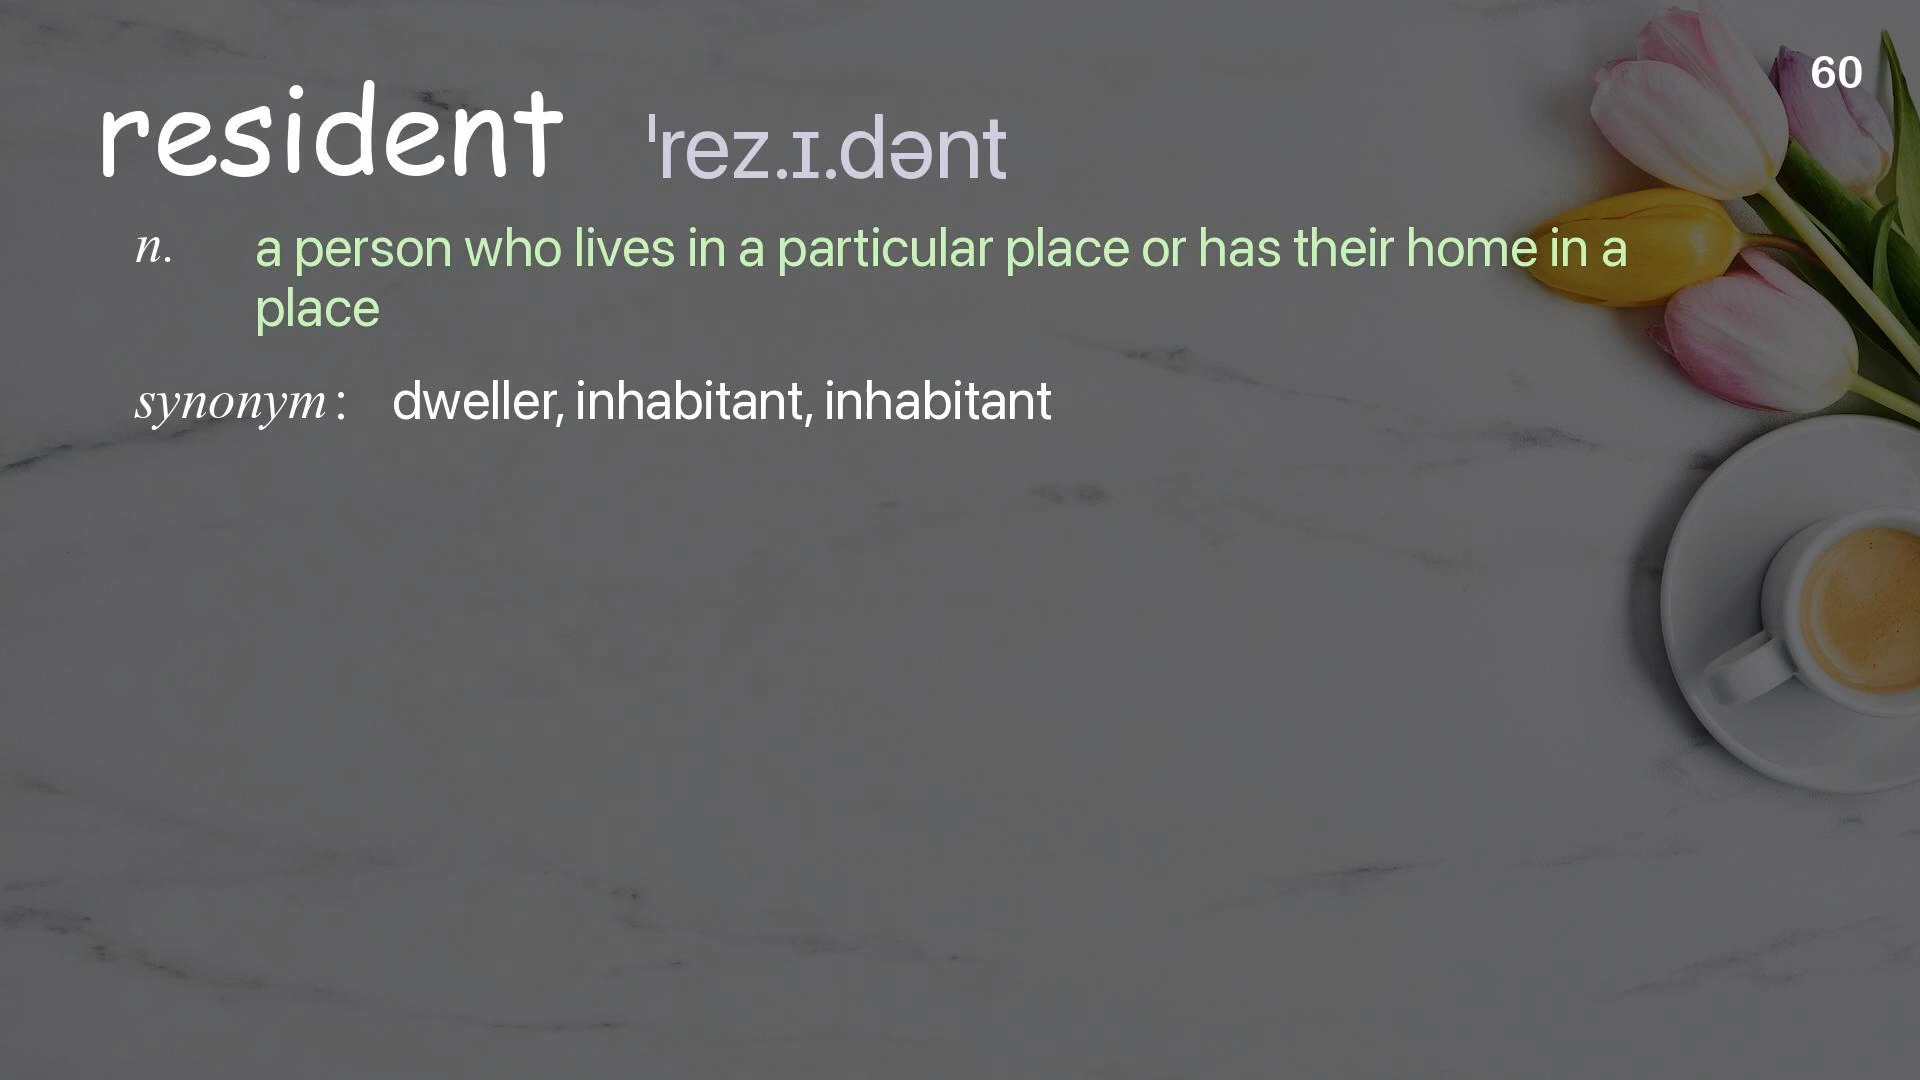 60
resident ˈrez.ɪ.dənt
n. a person who lives in a particular place or has their home in a
place
synonym : dweller, inhabitant, inhabitant